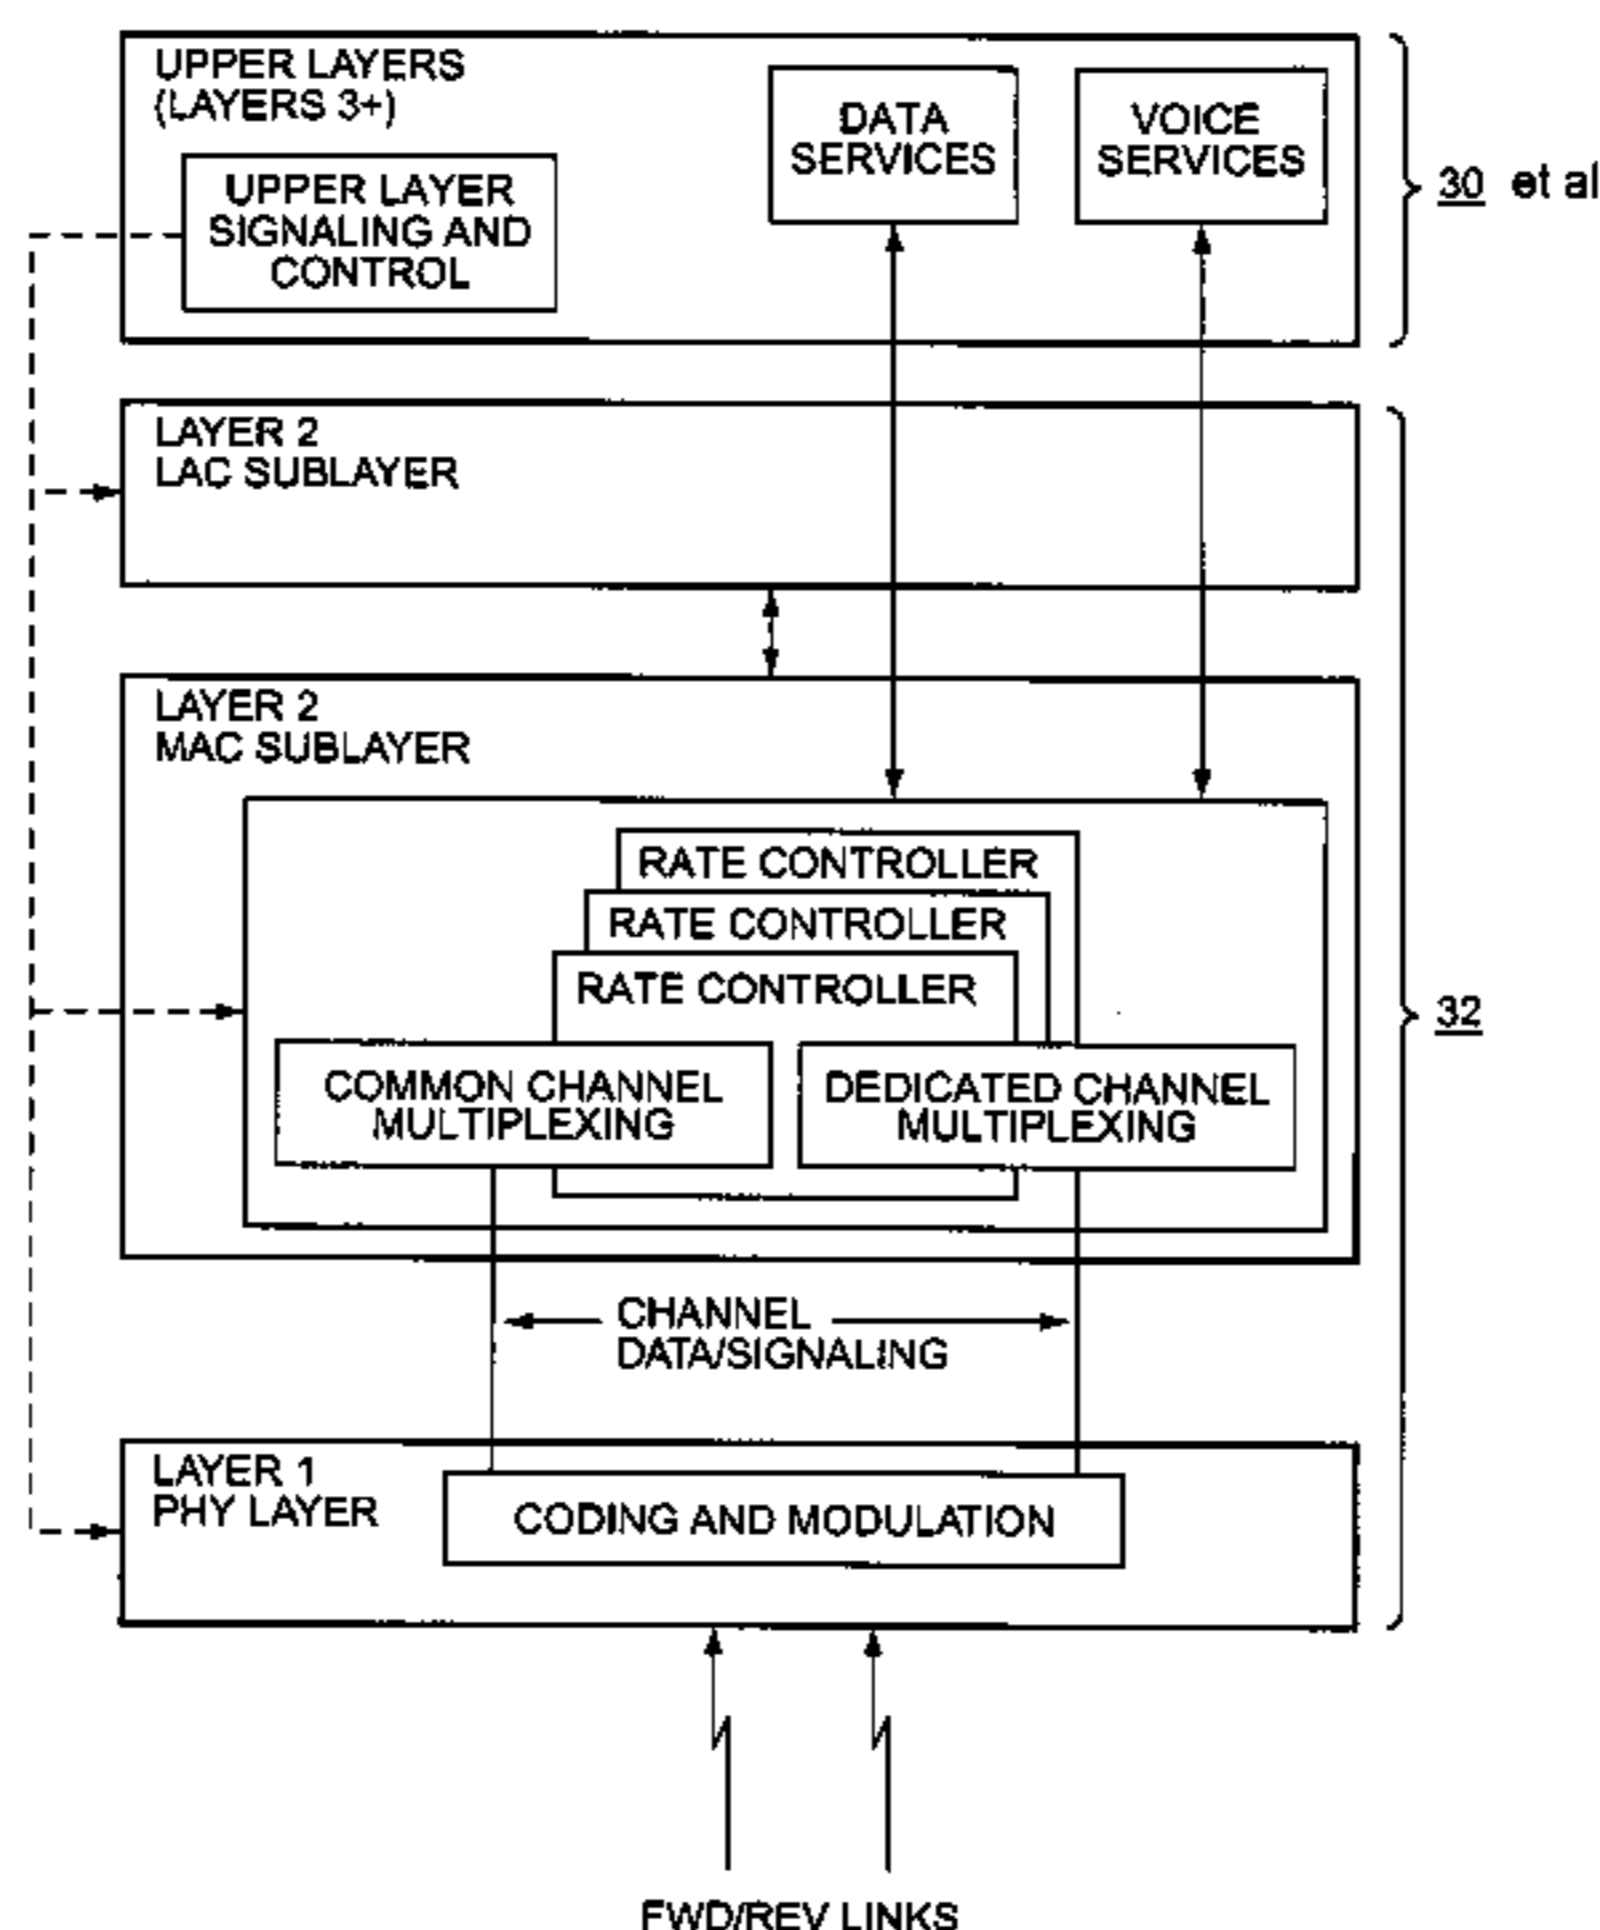 UPPER LAYERS
(LAYERS 3+)
UPPER LAYER
SIGNALING AND
CONTROL
DATA
SERVICES
VOICE
SERVICES
30 et al
LAYER 2
LAC SUBLAYER
LAYER 2
MAC SUBLAYER
RATE CONTROLLER
RATE CONTROLLER
RATE CONTROLLER
32
COMMON CHANNEL
MULTIPLEXING
DEDICATED CHANNEL
MULTIPLEXING
CHANNEL
DATA/SIGNALING
LAYER 1
PHY LAYER
CODING AND MODULATION
FWD/REV LINKS